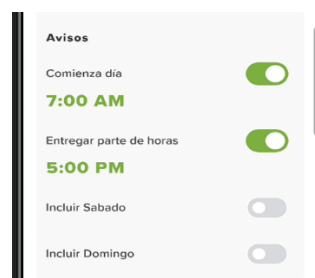 Avisos
Comienza día
7:00 AM
Entregar parte de horas
5:00 PM
Incluir Sabado
Incluir Domingo